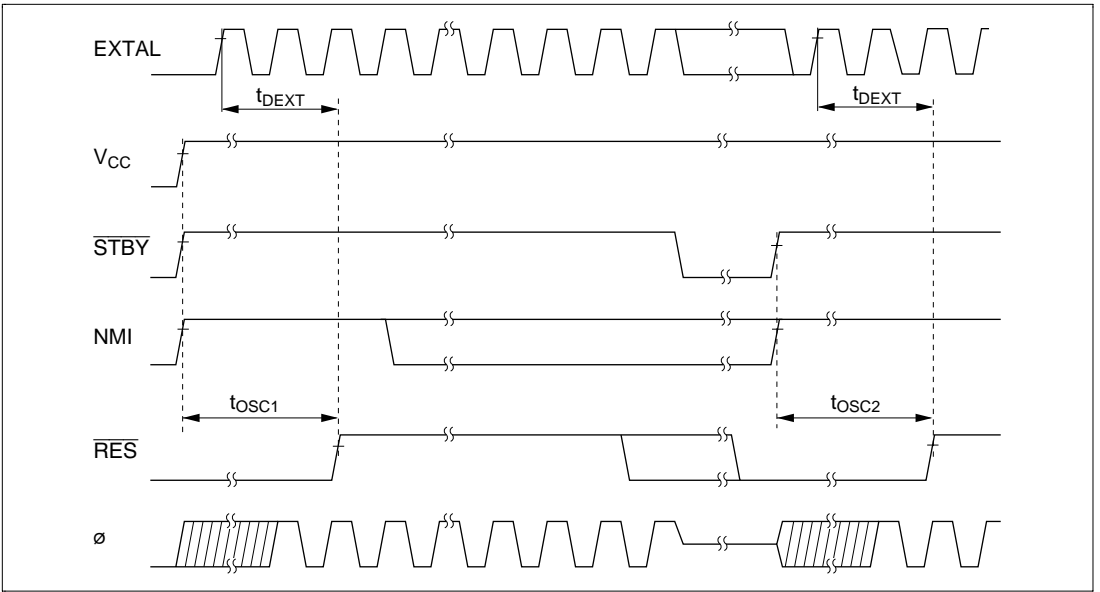 EXTAL
tDEXT
tDEXT
VCC
STBY
NMI
tOSC1
tOSC2
RES
ø